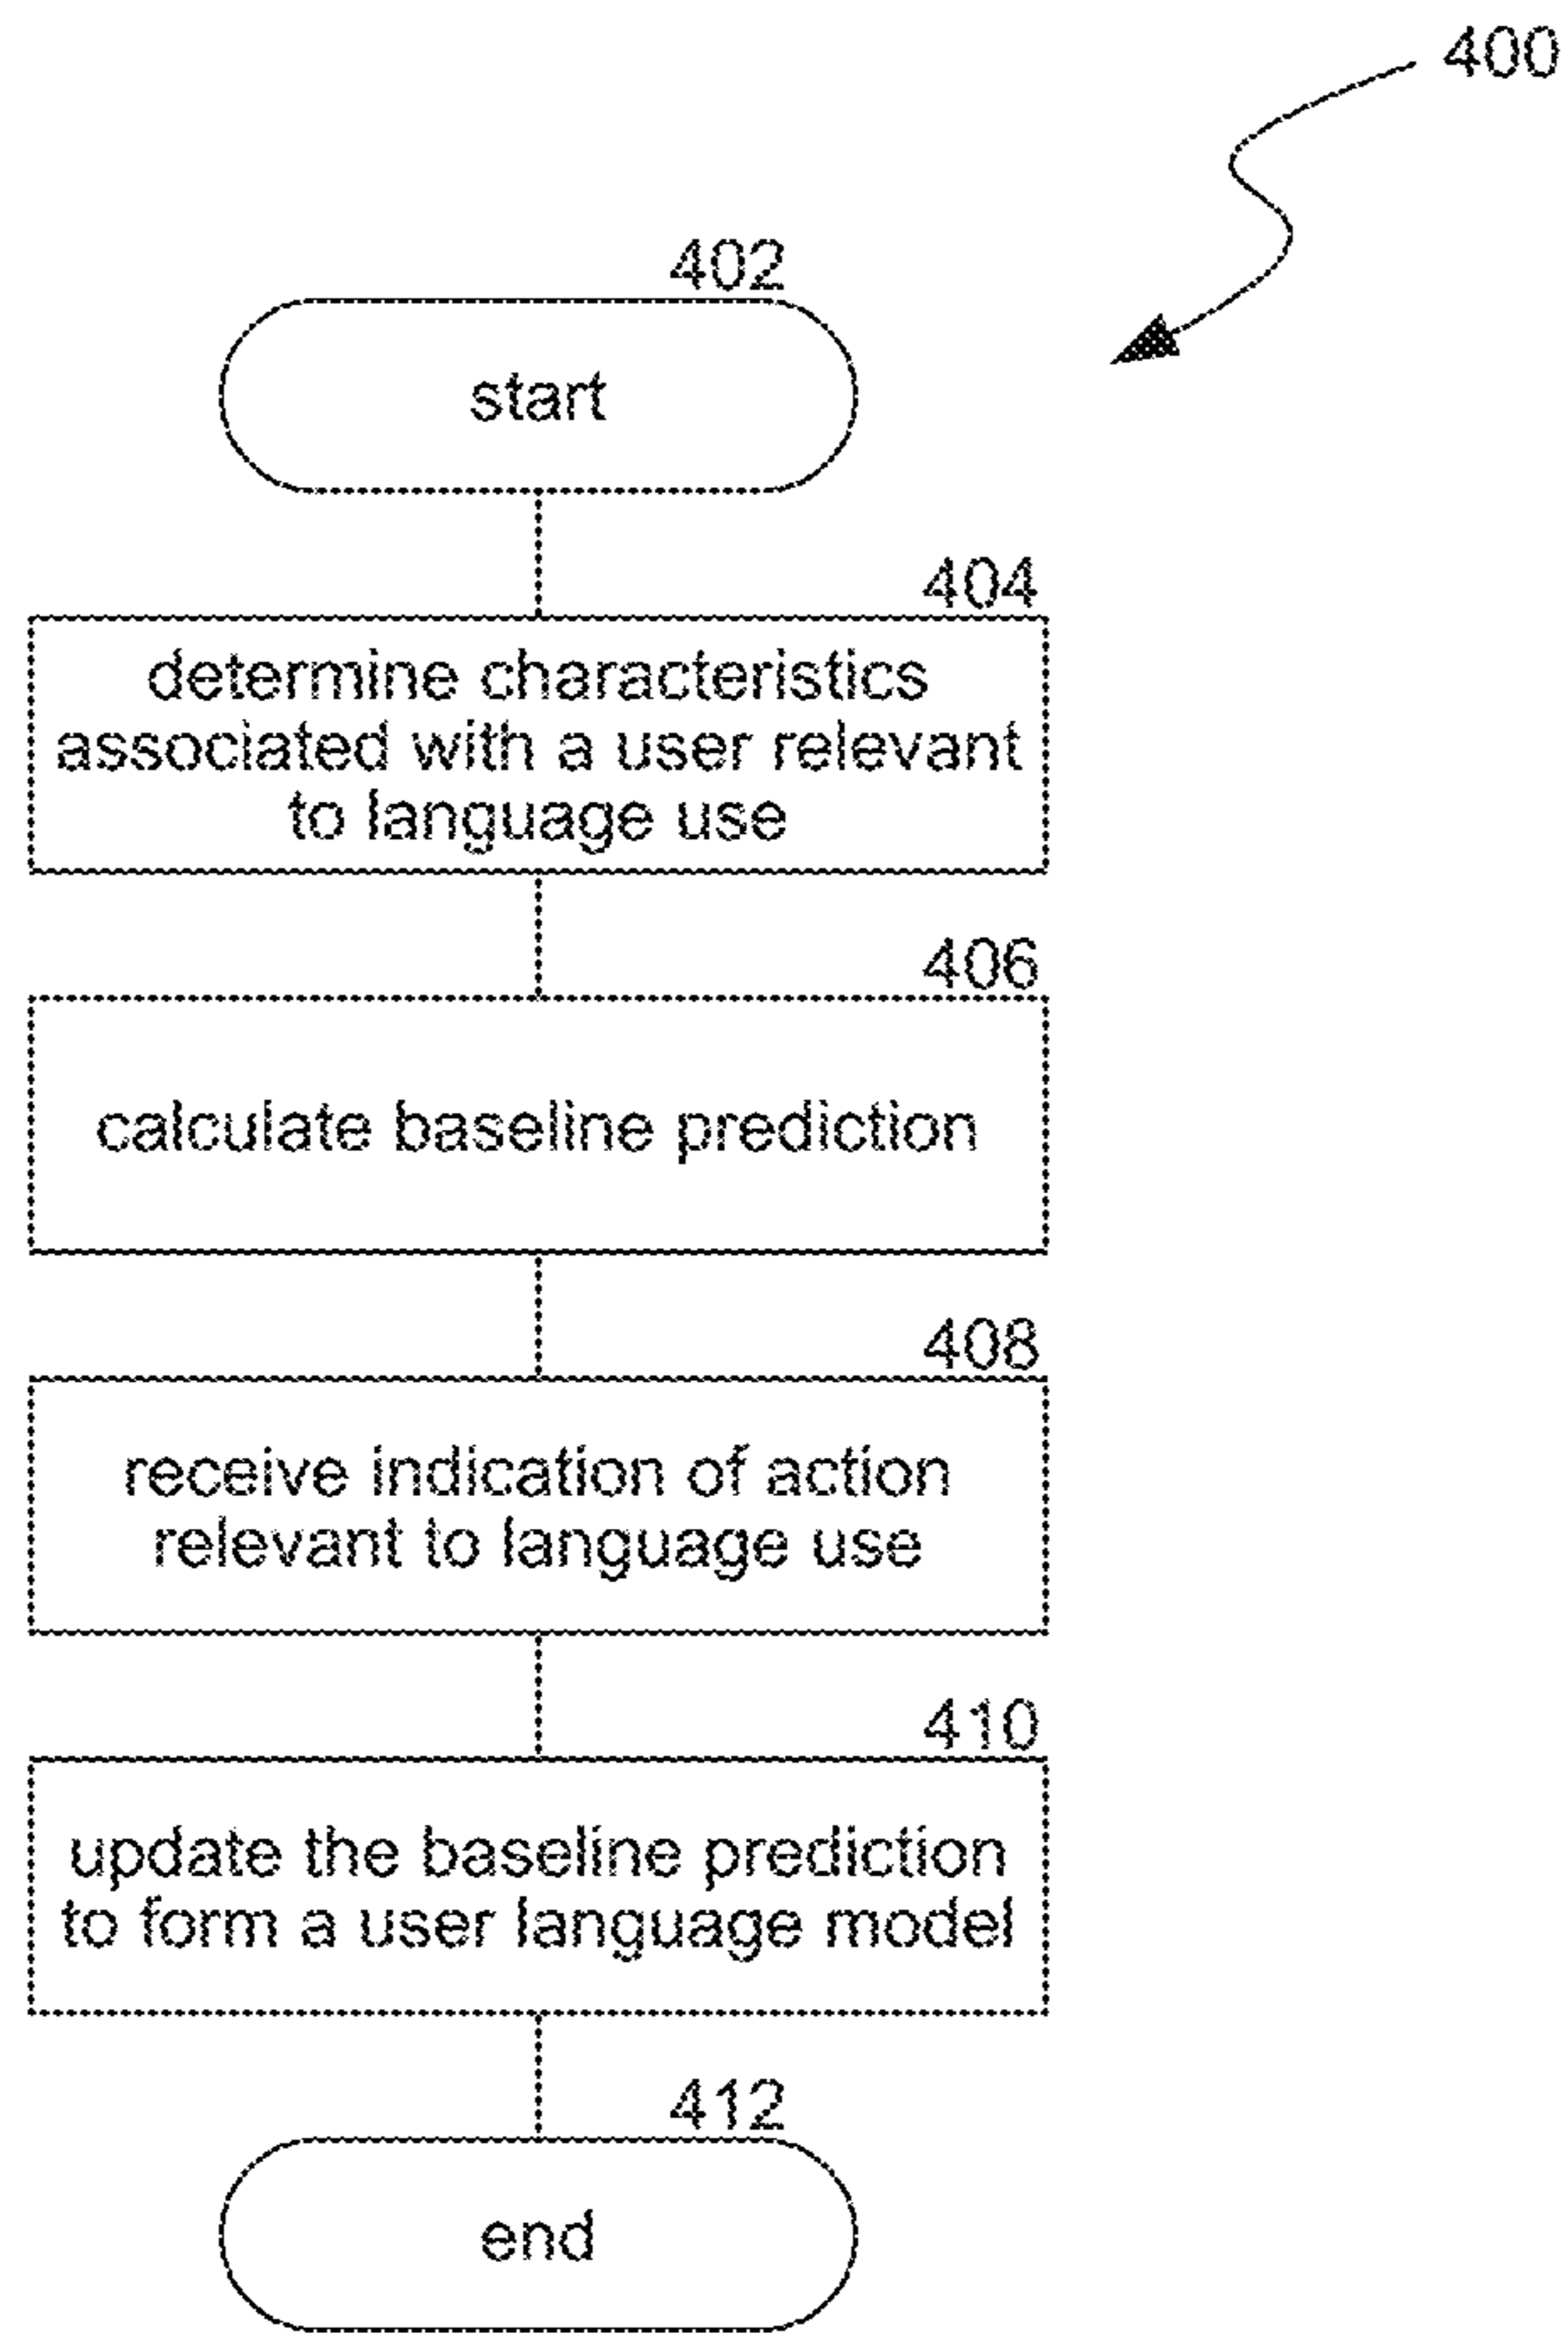 400
402
start
404
determine characteristics
associated with a user relevant
to language use
406
calculate baseline prediction
408
receive indication of action
relevant to language use
410
update the baseline prediction
to form a user language model
412
end